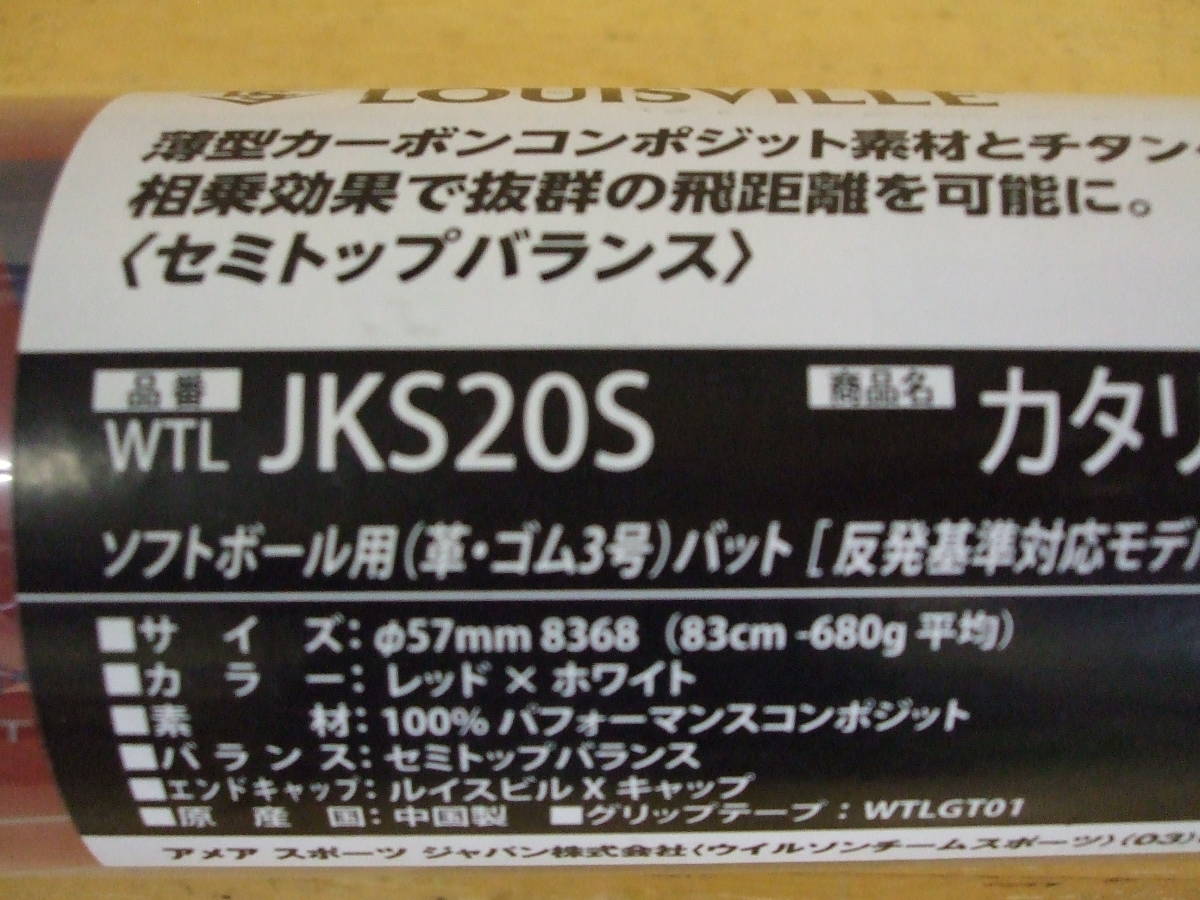 LOUISVILLE
薄型カーボンコンポジット素材とチタン
相乗効果で抜群の飛距離を可能に。
〈セミトップバランス〉
品番 商品名
WTL JKS20S カタリ
ソフトボール用(革・ゴム3号)バット [反発基準対応モデル
■サイズ：φ57mm 8368 (83cm -680g 平均)
■カラー：レッド×ホワイト
■素材：100% パフォーマンスコンポジット
■バランス：セミトップバランス
■エンドキャップ：ルイスビル X キャップ
■原産国：中国製 ■グリップテープ：WTLGT01
アメア スポーツ ジャパン株式会社〈ウイルソンチームスポーツ〉(03)